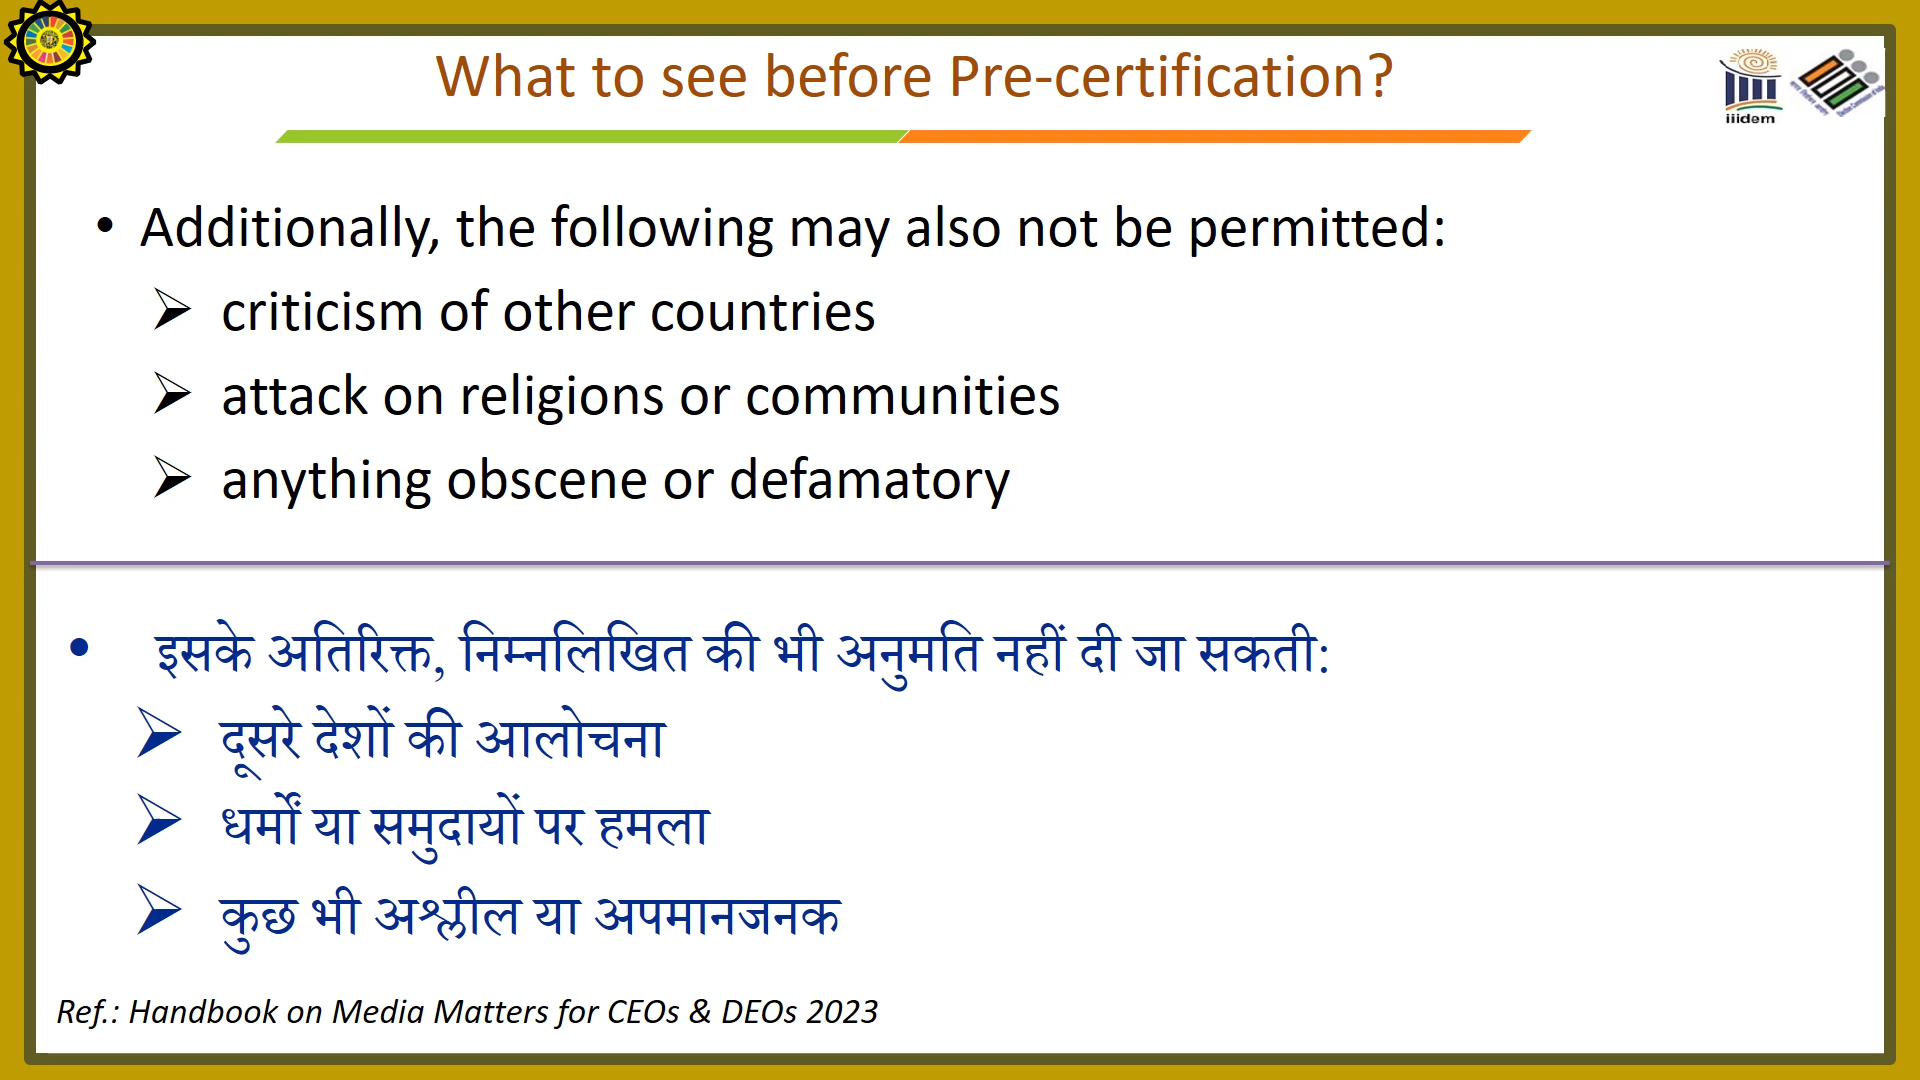 What to see before Pre-certification?
iiidem
• Additionally, the following may also not be permitted:
➢ criticism of other countries
➢ attack on religions or communities
➢ anything obscene or defamatory
• इसके अतिरिक्त, निम्नलिखित की भी अनुमति नहीं दी जा सकती:
➢ दूसरे देशों की आलोचना
➢ धर्मों या समुदायों पर हमला
➢ कुछ भी अश्लील या अपमानजनक
Ref.: Handbook on Media Matters for CEOs & DEOs 2023